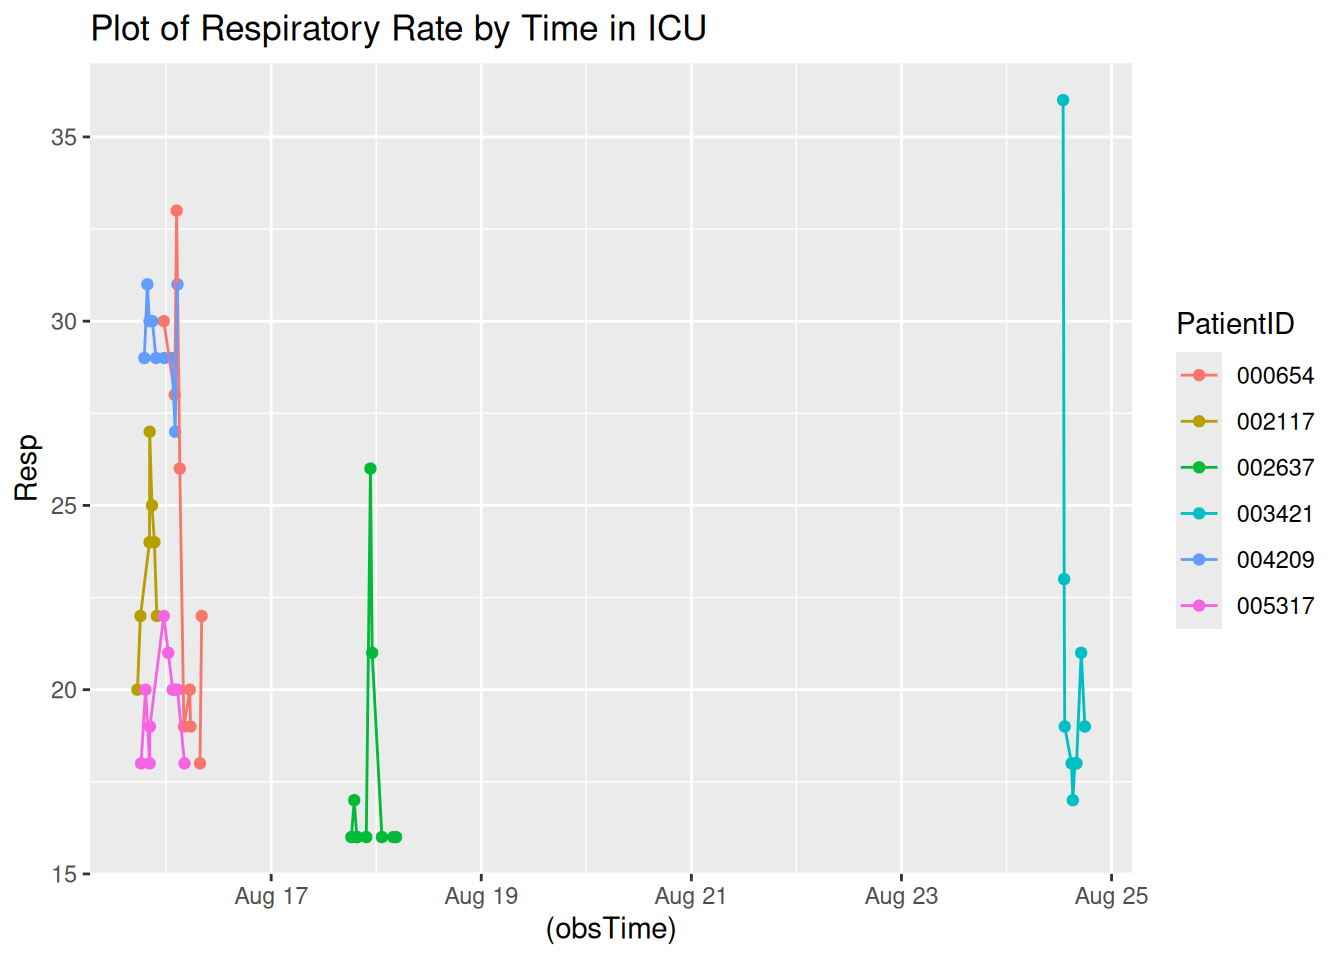 Plot of Respiratory Rate by Time in ICU
35
30
25
20
15
Resp
Aug 17
Aug 19
Aug 21
Aug 23
Aug 25
(obsTime)
PatientID
000654
002117
002637
003421
004209
005317